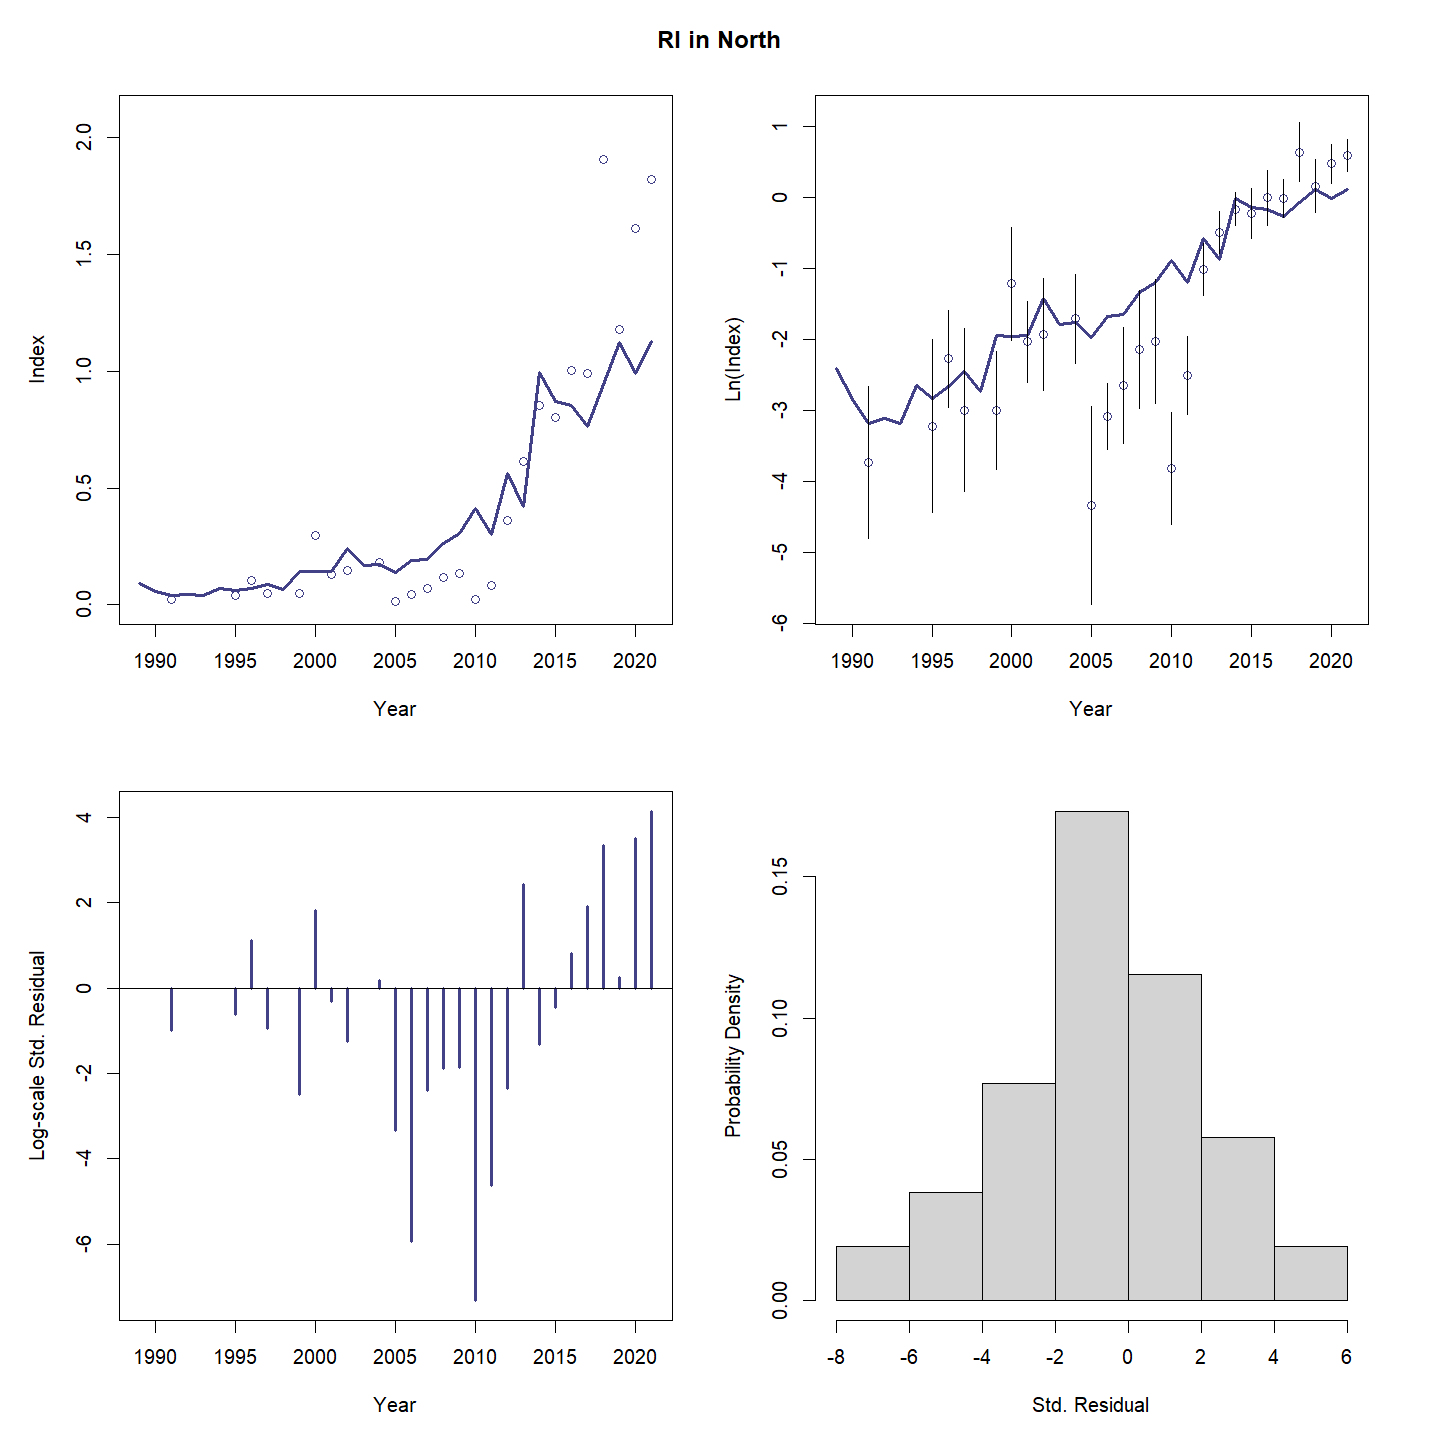 RI in North
Index
0.0 0.5 1.0 1.5 2.0
1990 1995 2000 2005 2010 2015 2020
Year
Ln(Index)
-6 -5 -4 -3 -2 -1 0 1
1990 1995 2000 2005 2010 2015 2020
Year
Log-scale Std. Residual
-6 -4 -2 0 2 4
1990 1995 2000 2005 2010 2015 2020
Year
Probability Density
0.00 0.05 0.10 0.15
-8 -6 -4 -2 0 2 4 6
Std. Residual